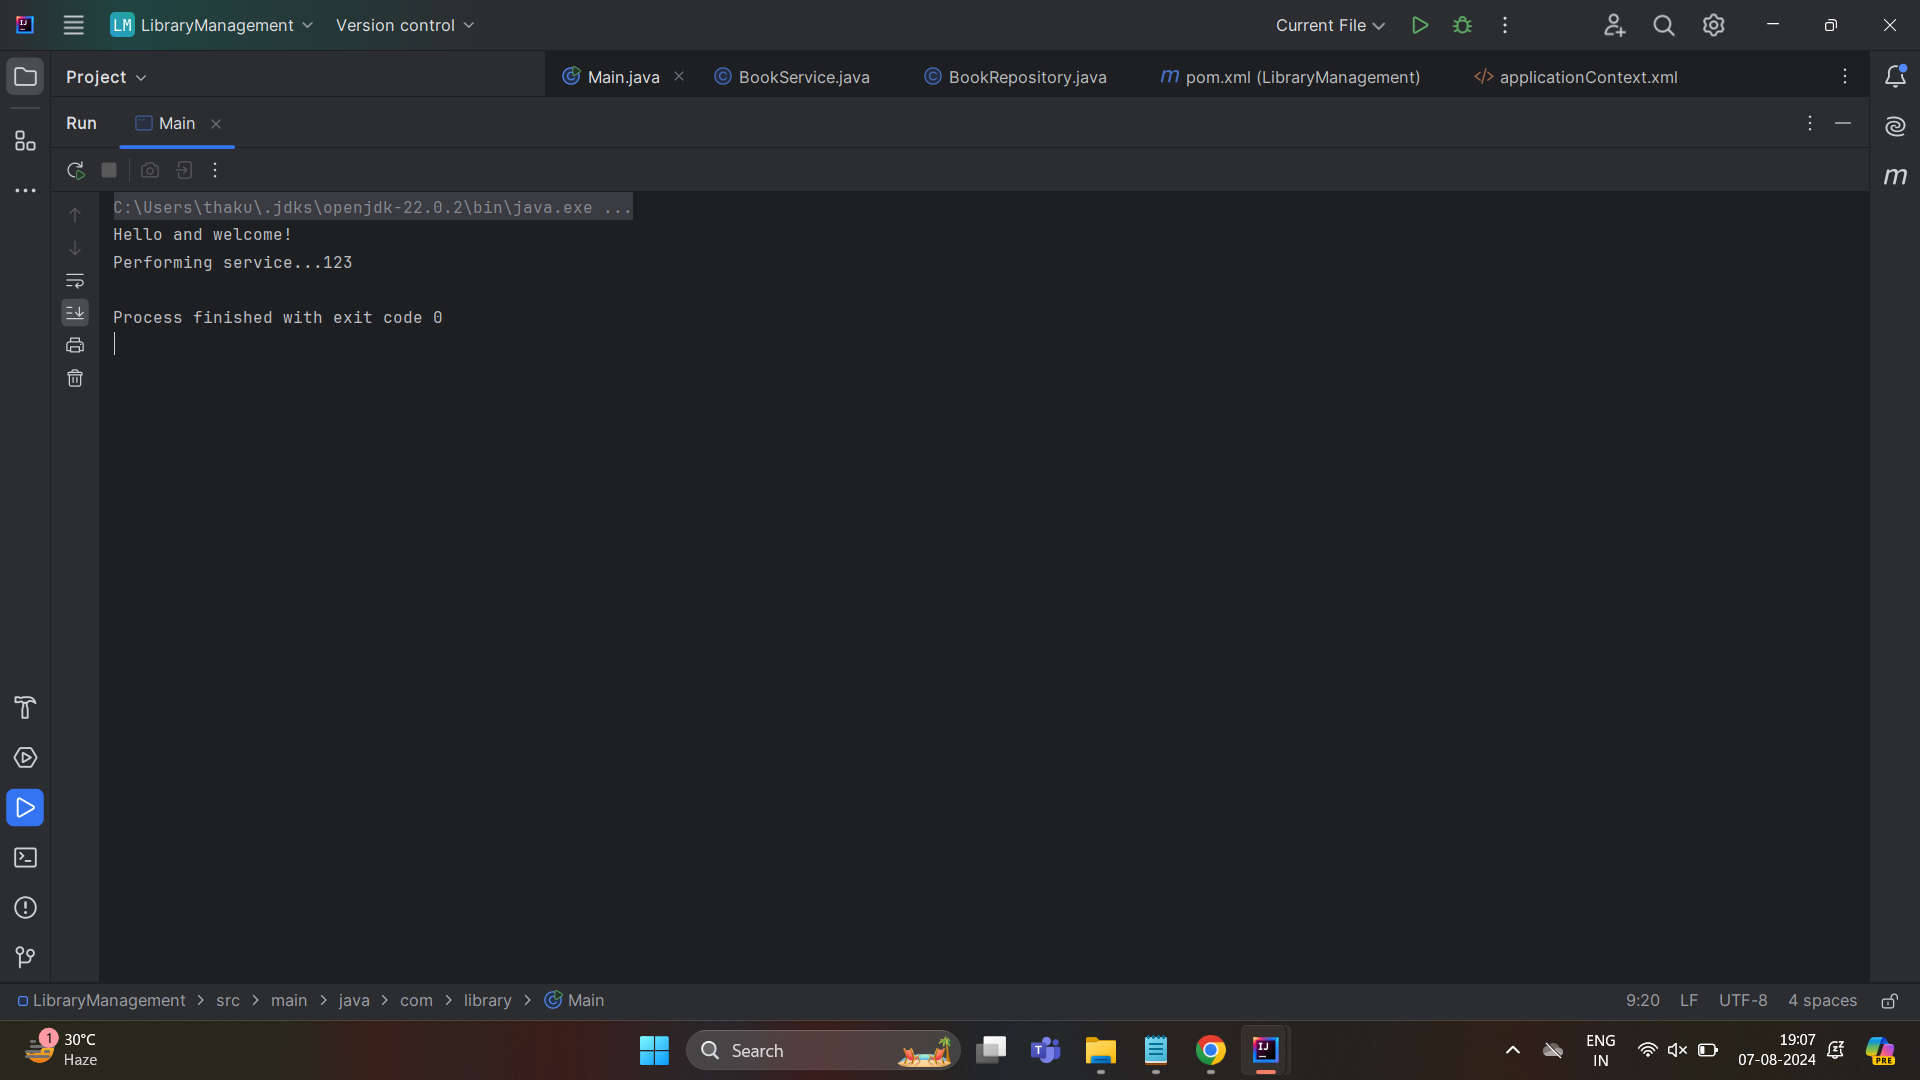 LM LibraryManagement Version control Current File
Project Main.java BookService.java BookRepository.java m pom.xml (LibraryManagement) </> applicationContext.xml
Run Main
C:\Users\thaku\.jdks\openjdk-22.0.2\bin\java.exe ...
Hello and welcome!
Performing service...123
Process finished with exit code 0
LibraryManagement > src > main > java > com > library > Main 9:20 LF UTF-8 4 spaces
1 30°C
Haze
Search
ENG
IN
19:07
07-08-2024
PRE